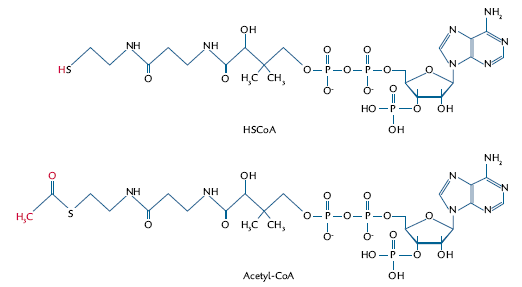 NH₂
OH N
NH NH O O N
HS O O H₃C CH₃ O P O P O O N N
O⁻ O⁻ O
HO P O OH
OH
HSCoA
NH₂
O OH N
NH NH O O N
H₃C S O O H₃C CH₃ O P O P O O N N
O⁻ O⁻ O
HO P O OH
OH
Acetyl-CoA